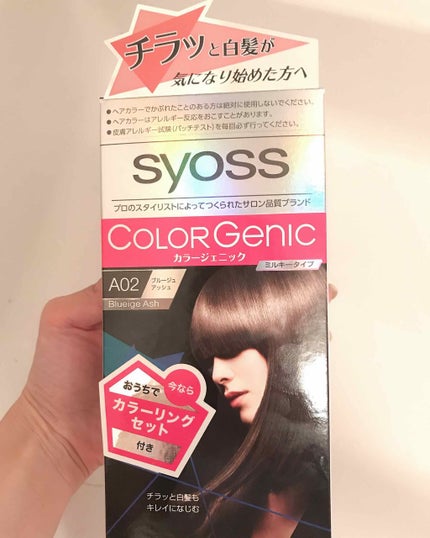 チラッと白髪が
気になり始めた方へ
●ヘアカラーでかぶれたことのある方は絶対に使用しないでください。
●ヘアカラーはアレルギー反応をおこすことがあります。
●皮膚アレルギー試験(パッチテスト)を毎回必ず行ってください。
syoss
プロのスタイリストによってつくられたサロン品質ブランド
COLOR GENIC
カラージェニック
ミルキータイプ
A02
ブルージュ
アッシュ
Blueige Ash
おうちで
今なら
カラーリング
セット
付き
チラッと白髪も
キレイになじむ